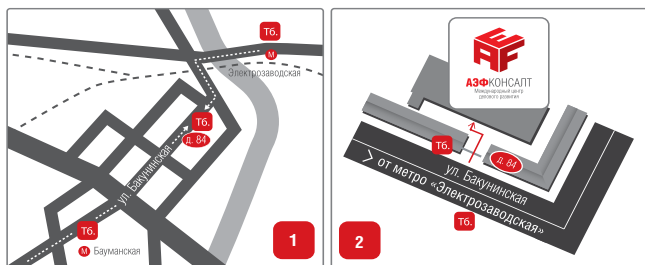 Тб.
М
Электрозаводская
Тб.
д. 84
ул. Бакунинская
Тб.
М Бауманская
1
АЗФКОНСАЛТ
Международный центр
делового развития
Тб.
д. 84
ул. Бакунинская
от метро «Электрозаводская»
Тб.
2